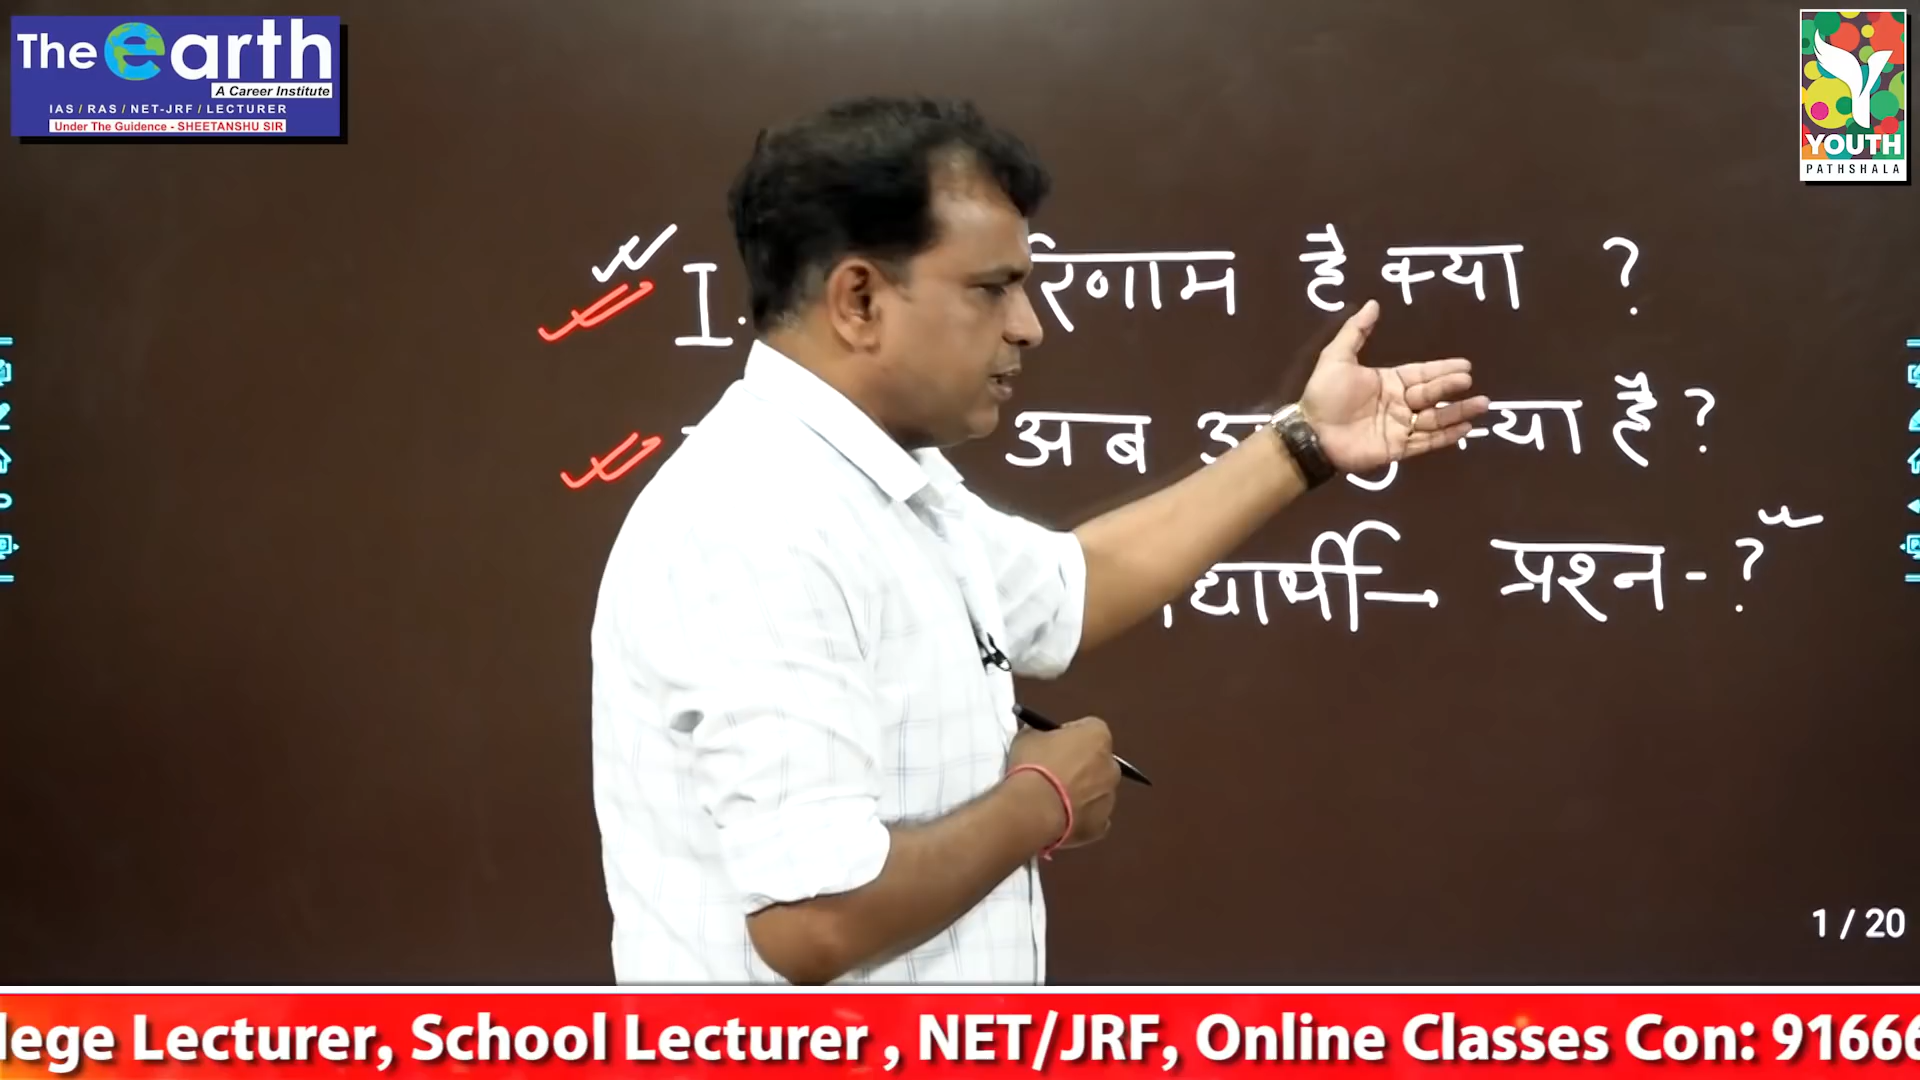 The earth
A Career Institute
IAS / RAS / NET-JRF / LECTURER
Under The Guidence - SHEETANSHU SIR
YOUTH
PATHSHALA
I. रिणाम है क्या ?
अब क्या है ?
द्यार्थी → प्रश्न - ?
1 / 20
lege Lecturer, School Lecturer , NET/JRF, Online Classes Con: 91666